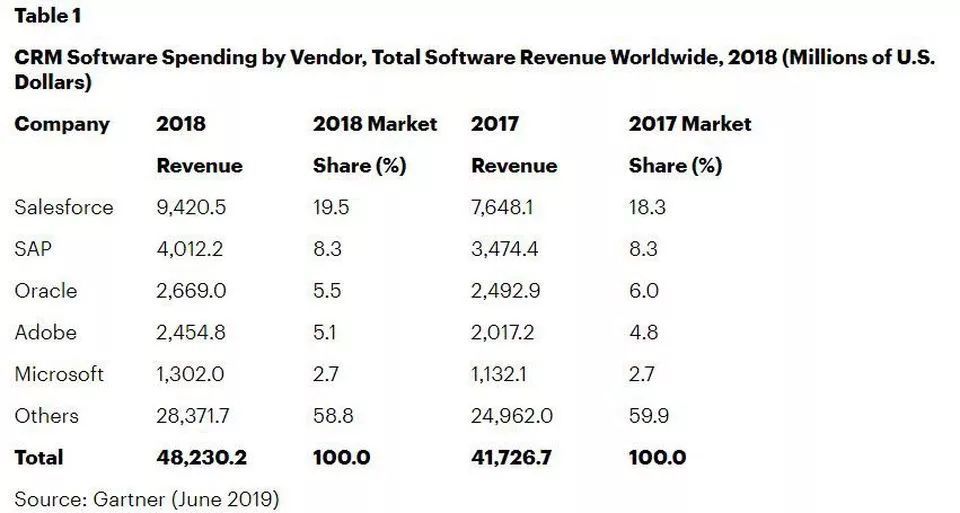 Table 1
CRM Software Spending by Vendor, Total Software Revenue Worldwide, 2018 (Millions of U.S.
Dollars)
Company 2018 2018 Market 2017 2017 Market
Revenue Share (%) Revenue Share (%)
Salesforce 9,420.5 19.5 7,648.1 18.3
SAP 4,012.2 8.3 3,474.4 8.3
Oracle 2,669.0 5.5 2,492.9 6.0
Adobe 2,454.8 5.1 2,017.2 4.8
Microsoft 1,302.0 2.7 1,132.1 2.7
Others 28,371.7 58.8 24,962.0 59.9
Total 48,230.2 100.0 41,726.7 100.0
Source: Gartner (June 2019)